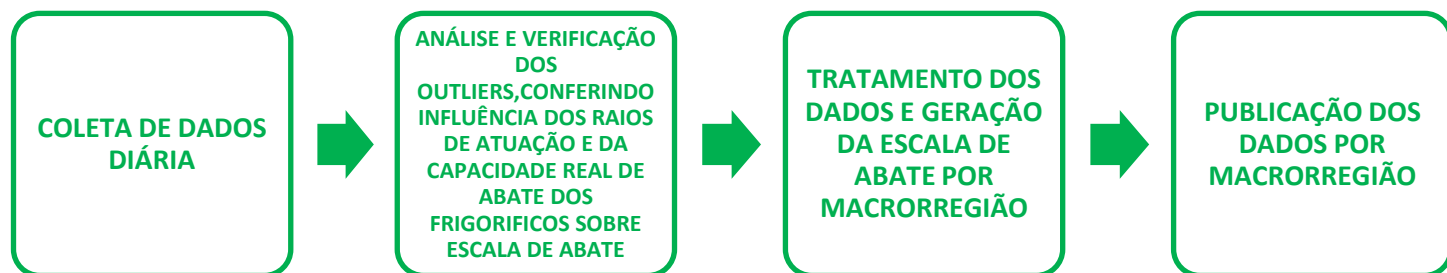 COLETA DE DADOS
DIÁRIA
ANÁLISE E VERIFICAÇÃO
DOS
OUTLIERS,CONFERINDO
INFLUÊNCIA DOS RAIOS
DE ATUAÇÃO E DA
CAPACIDADE REAL DE
ABATE DOS
FRIGORIFICOS SOBRE
ESCALA DE ABATE
TRATAMENTO DOS
DADOS E GERAÇÃO
DA ESCALA DE
ABATE POR
MACRORREGIÃO
PUBLICAÇÃO DOS
DADOS POR
MACRORREGIÃO